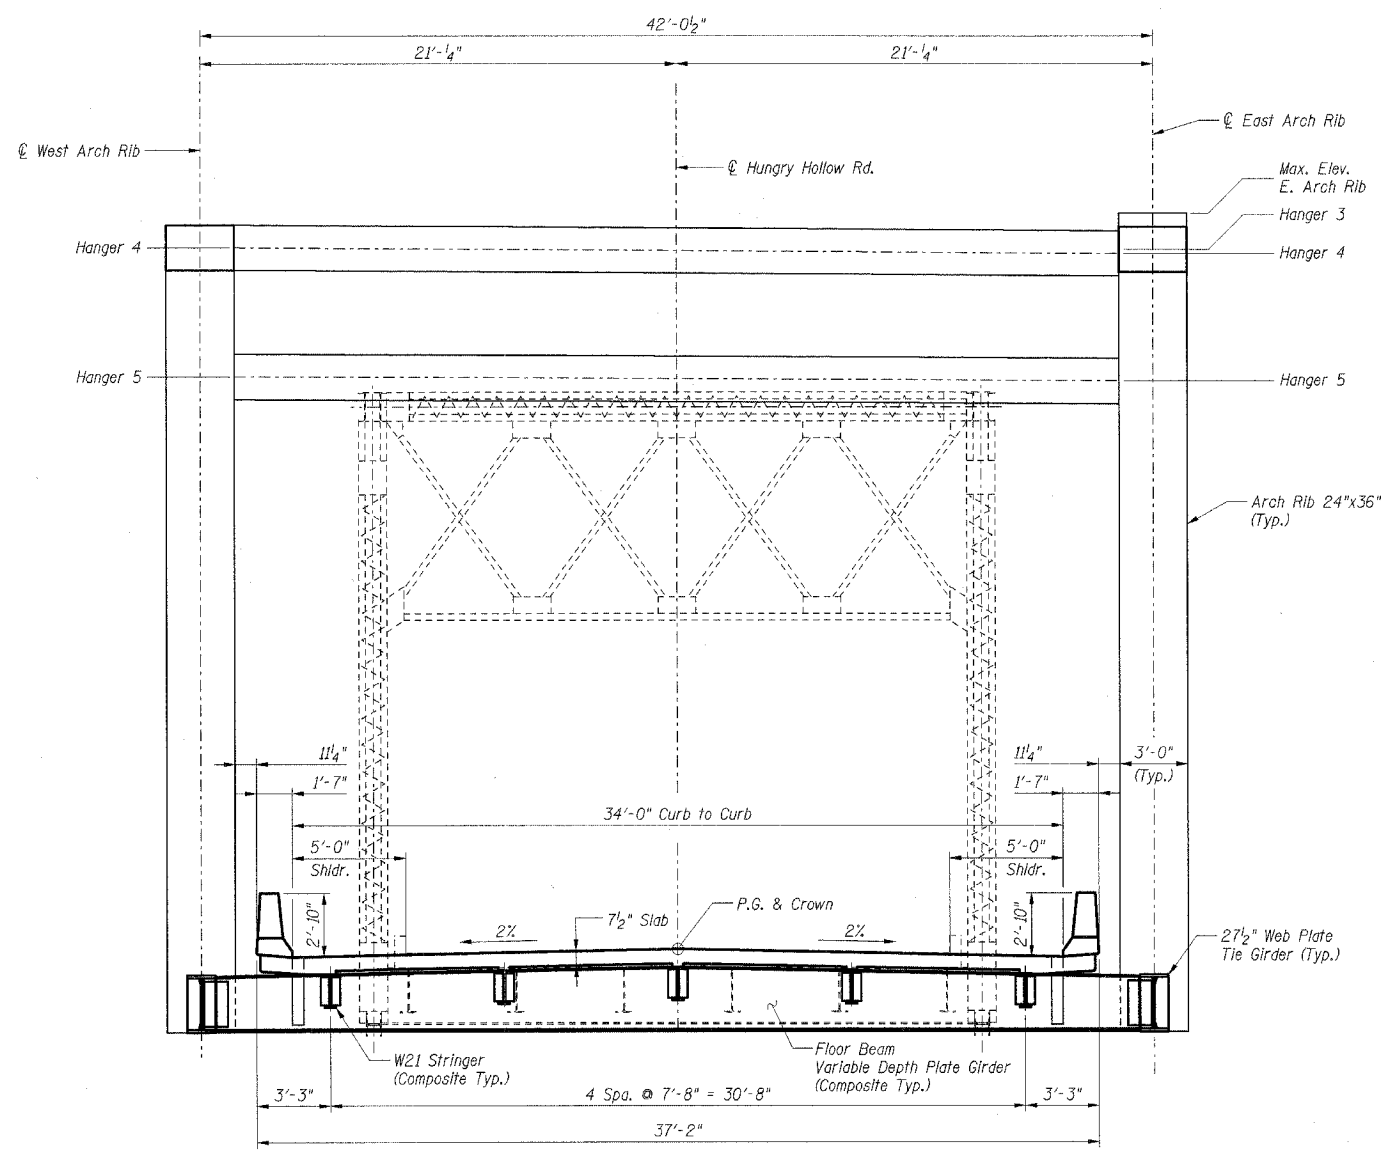 42'-0½"
21'-¼" 21'-¼"
℄ East Arch Rib
℄ West Arch Rib
℄ Hungry Hollow Rd.
Max. Elev.
E. Arch Rib
Hanger 3
Hanger 4 Hanger 4
Hanger 5 Hanger 5
Arch Rib 24"x36"
(Typ.)
11¼" 11¼" 3'-0"
(Typ.)
1'-7" 1'-7"
34'-0" Curb to Curb
5'-0" 5'-0"
Shldr. Shldr.
P.G. & Crown
7½" Slab
2'-10" 2% 2% 2'-10"
27½" Web Plate
Tie Girder (Typ.)
W21 Stringer
(Composite Typ.)
Floor Beam
Variable Depth Plate Girder
(Composite Typ.)
3'-3" 4 Spa. @ 7'-8" = 30'-8" 3'-3"
37'-2"